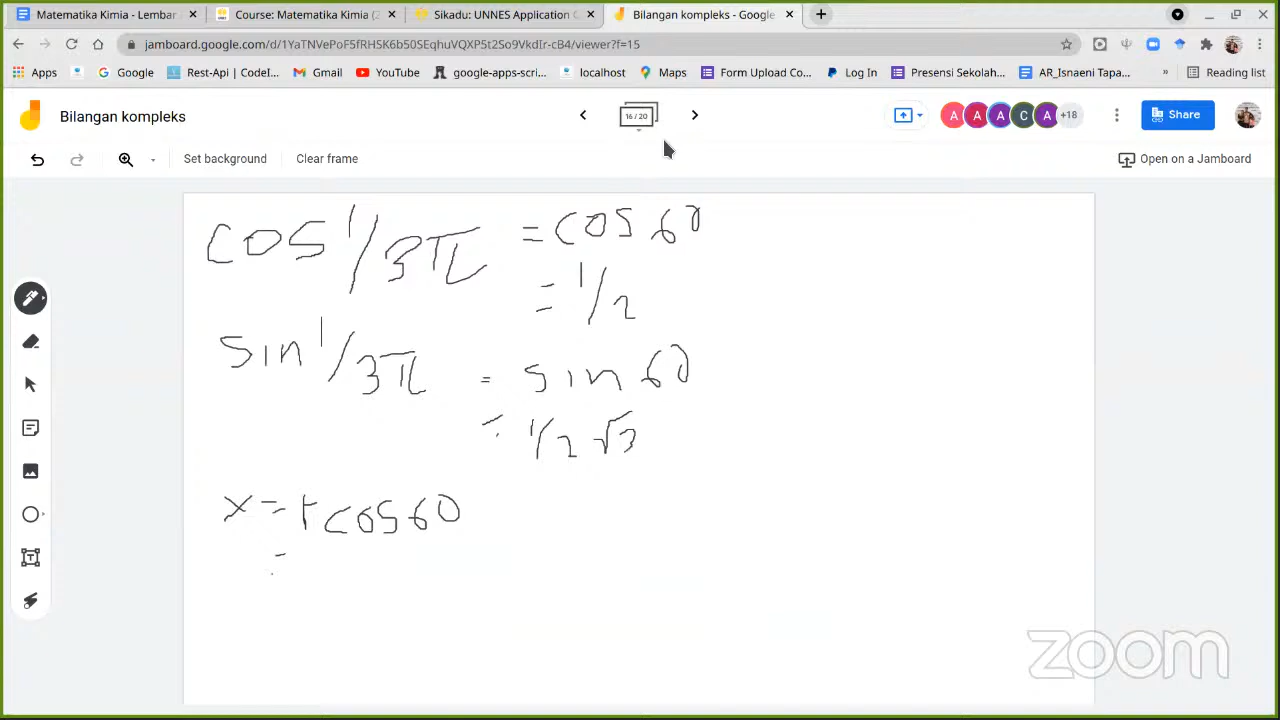 Matematika Kimia - Lembar
Course: Matematika Kimia (2
Sikadu: UNNES Application C
Bilangan kompleks - Google
jamboard.google.com/d/1YaTNVePoF5fRH5K6h50SEqhuVQXRSt2So9VkdIr-cB4/viewer?f=15
Apps
Google
Rest-Api | CodeI...
Gmail
YouTube
google-apps-scri...
localhost
Maps
Form Upload Co...
Log In
Presensi Sekolah...
AR_Isnaeni Tapa...
»
Reading list
Bilangan kompleks
16 / 20
A A A C A +18
Share
Set background
Clear frame
Open on a Jamboard
cos 1/3π = cos 60
= 1/2
sin 1/3π = sin 60
= 1/2 √3
x = r cos 60
=
zoom